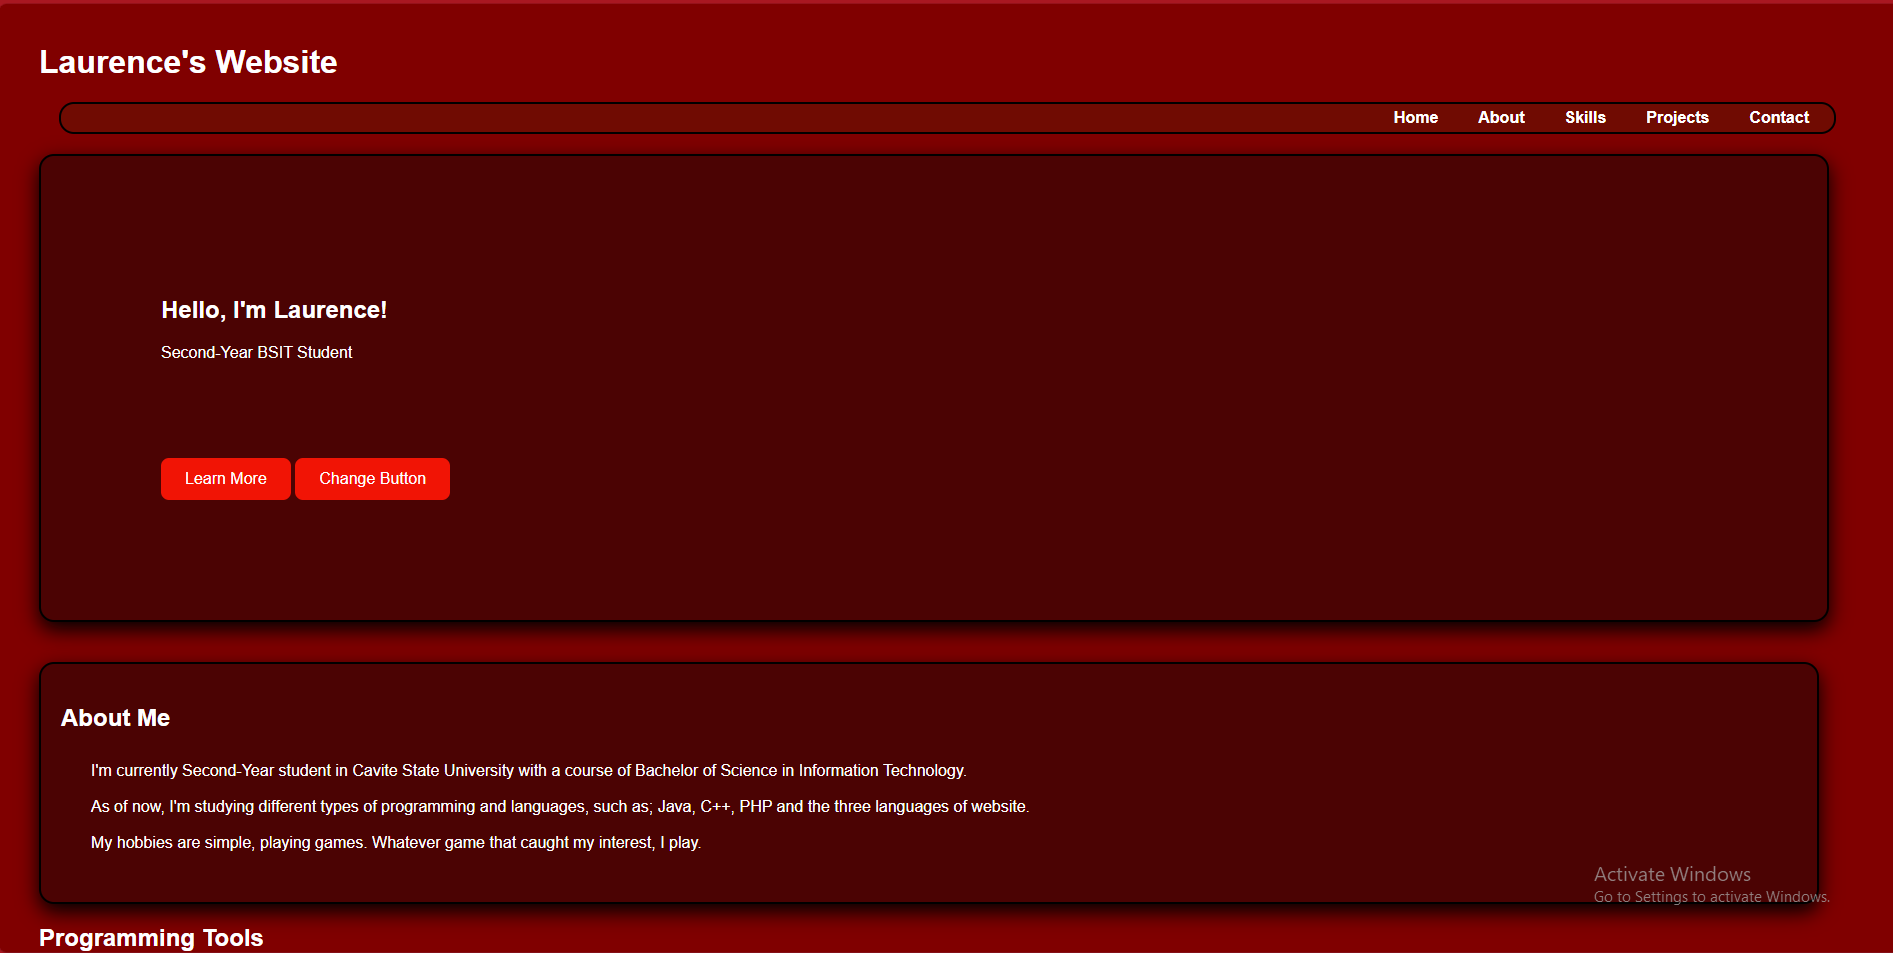 Laurence's Website
Home About Skills Projects Contact
Hello, I'm Laurence!
Second-Year BSIT Student
Learn More Change Button
About Me
I'm currently Second-Year student in Cavite State University with a course of Bachelor of Science in Information Technology.
As of now, I'm studying different types of programming and languages, such as; Java, C++, PHP and the three languages of website.
My hobbies are simple, playing games. Whatever game that caught my interest, I play.
Activate Windows
Go to Settings to activate Windows.
Programming Tools